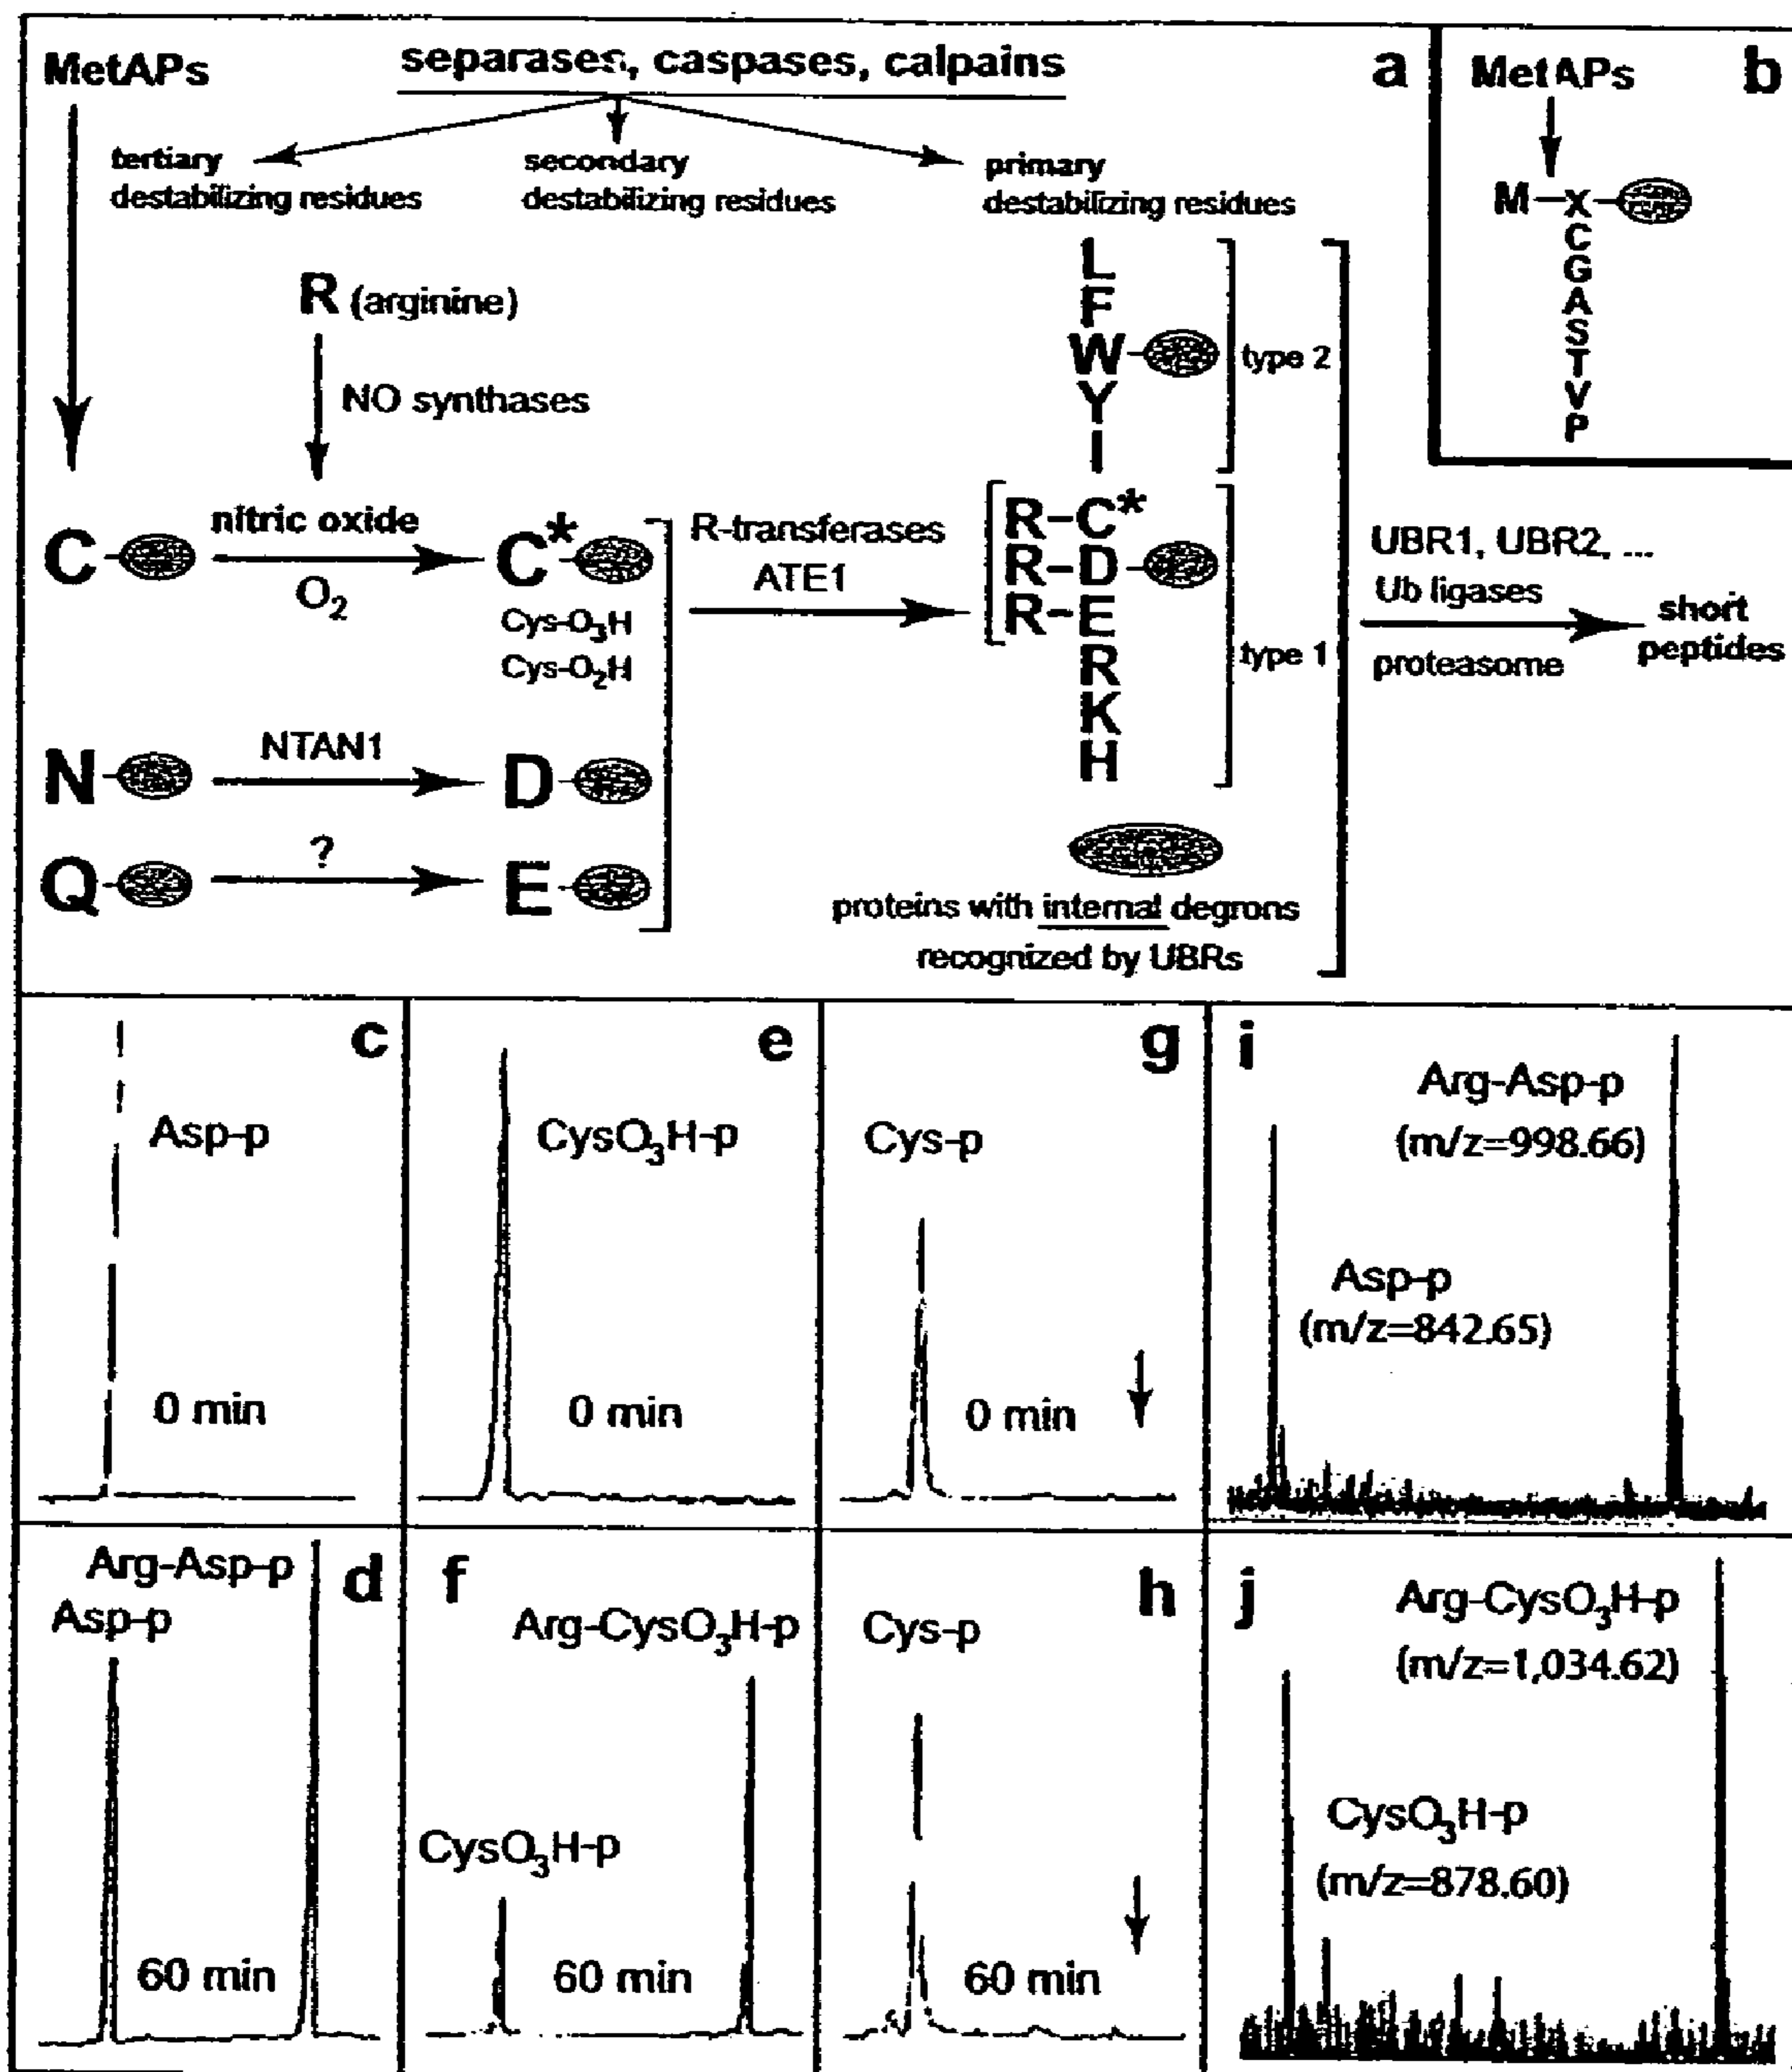 a
MetAPs
separases, caspases, calpains
tertiary
destabilizing residues
secondary
destabilizing residues
primary
destabilizing residues
R (arginine)
NO synthases
nitric oxide
O₂
C
C*
Cys-O₃H
Cys-O₂H
N
NTAN1
D
Q
?
E
R-transferases
ATE1
L
F
W
Y
I
type 2
R-C*
R-D
R-E
R
K
H
type 1
proteins with internal degrons
recognized by UBRs
UBR1, UBR2, ...
Ub ligases
proteasome
short
peptides
b
MetAPs
M-X
C
G
A
S
T
V
P
c
Asp-p
0 min
e
CysO₃H-p
0 min
g
Cys-p
0 min
i
Arg-Asp-p
(m/z=998.66)
Asp-p
(m/z=842.65)
d
Arg-Asp-p
Asp-p
60 min
f
Arg-CysO₃H-p
CysO₃H-p
60 min
h
Cys-p
60 min
j
Arg-CysO₃H-p
(m/z=1,034.62)
CysO₃H-p
(m/z=878.60)